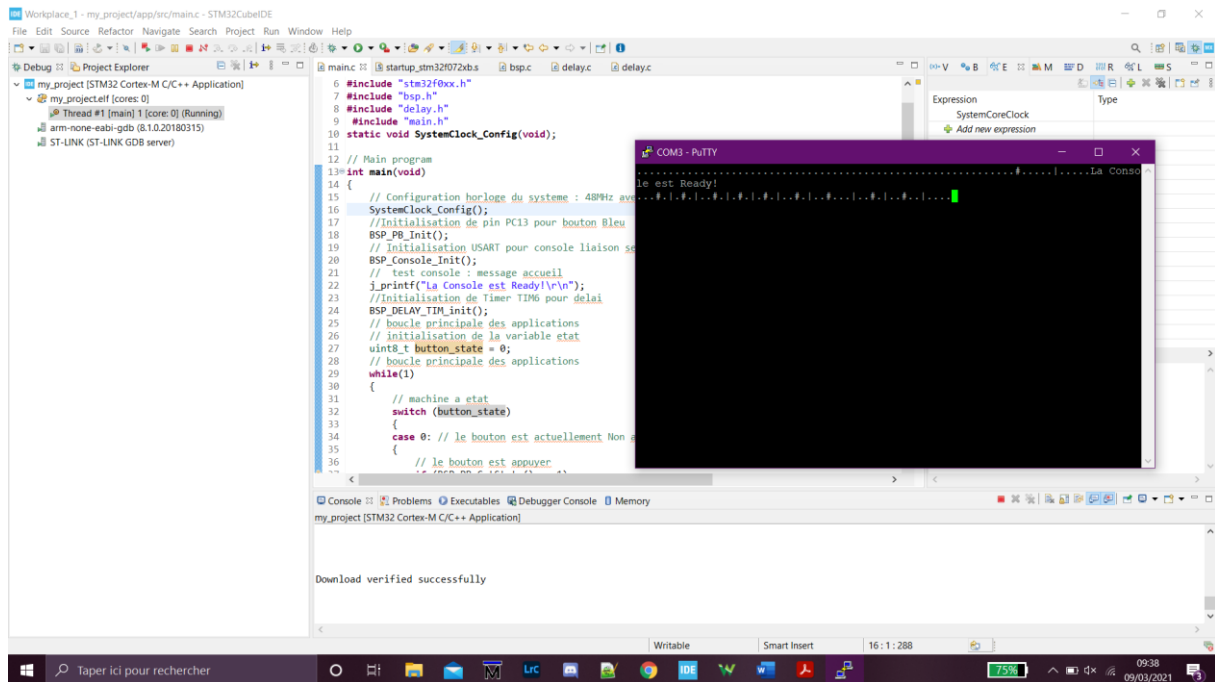 Workplace_1 - my_project/app/src/main.c - STM32CubeIDE
File Edit Source Refactor Navigate Search Project Run Window Help
Debug Project Explorer
my_project [STM32 Cortex-M C/C++ Application]
my_project.elf [cores: 0]
Thread #1 [main] 1 [core: 0] (Running)
arm-none-eabi-gdb (8.1.0.20180315)
ST-LINK (ST-LINK GDB server)
main.c startup_stm32f072xb.s bsp.c delay.c delay.c
6 #include "stm32f0xx.h"
7 #include "bsp.h"
8 #include "delay.h"
9 #include "main.h"
10 static void SystemClock_Config(void);
11
12 // Main program
13 int main(void)
14 {
15 // Configuration horloge du systeme : 48MHz ave
16 SystemClock_Config();
17 //Initialisation de pin PC13 pour bouton Bleu
18 BSP_PB_Init();
19 // Initialisation USART pour console liaison se
20 BSP_Console_Init();
21 // test console : message accueil
22 j_printf("La Console est Ready!\r\n");
23 //Initialisation de Timer TIM6 pour delai
24 BSP_DELAY_TIM_init();
25 // boucle principale des applications
26 // initialisation de la variable etat
27 uint8_t button_state = 0;
28 // boucle principale des applications
29 while(1)
30 {
31 // machine a etat
32 switch (button_state)
33 {
34 case 0: // le bouton est actuellement Non a
35 {
36 // le bouton est appuyer
V B E M D R L S
Expression Type
SystemCoreClock
Add new expression
COM3 - PuTTY
......................................................#.....|.....La Conso
le est Ready!
...#.|.#.|..#.|.#.|.#.|.#.|..#.|.#.|..#...|..#.|..#..|....
Console Problems Executables Debugger Console Memory
my_project [STM32 Cortex-M C/C++ Application]
Download verified successfully
Writable Smart Insert 16 : 1 : 288
Taper ici pour rechercher
LrC IDE W
75% 09:38
09/03/2021
3